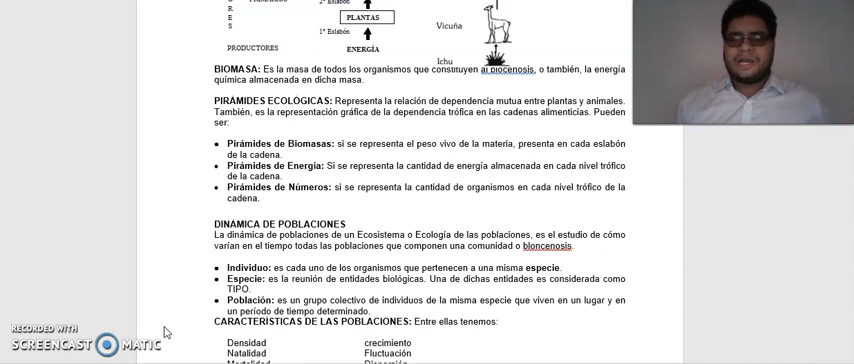 O
R
E
S
2º Eslabón
PLANTAS
1º Eslabón
PRODUCTORES
ENERGÍA
Vicuña
Ichu
BIOMASA: Es la masa de todos los organismos que constituyen al biocenosis, o también, la energía
química almacenada en dicha masa.
PIRÁMIDES ECOLÓGICAS: Representa la relación de dependencia mutua entre plantas y animales.
También, es la representación gráfica de la dependencia trófica en las cadenas alimenticias. Pueden
ser:
• Pirámides de Biomasas: si se representa el peso vivo de la materia, presenta en cada eslabón
de la cadena.
• Pirámides de Energía: Si se representa la cantidad de energía almacenada en cada nivel trófico
de la cadena.
• Pirámides de Números: si se representa la cantidad de organismos en cada nivel trófico de la
cadena.
DINÁMICA DE POBLACIONES
La dinámica de poblaciones de un Ecosistema o Ecología de las poblaciones, es el estudio de cómo
varían en el tiempo todas las poblaciones que componen una comunidad o bioncenosis.
• Individuo: es cada uno de los organismos que pertenecen a una misma especie.
• Especie: es la reunión de entidades biológicas. Una de dichas entidades es considerada como
TIPO.
• Población: es un grupo colectivo de individuos de la misma especie que viven en un lugar y en
un período de tiempo determinado.
CARACTERÍSTICAS DE LAS POBLACIONES: Entre ellas tenemos:
Densidad crecimiento
Natalidad Fluctuación
RECORDED WITH
SCREENCAST MATIC